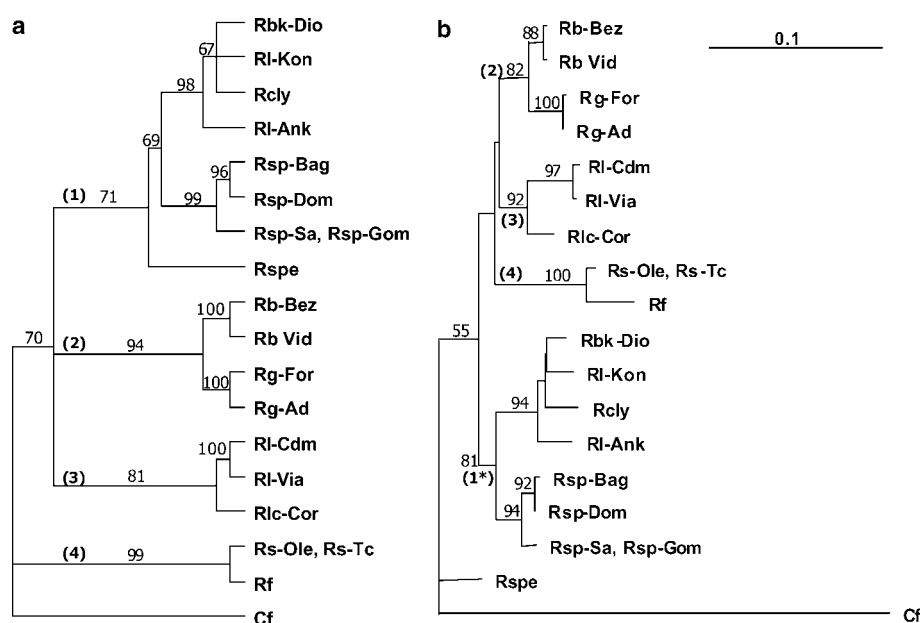 a
Rbk-Dio
67
Rl-Kon
98
Rcly
Rl-Ank
69
96
Rsp-Bag
(1) 71
99
Rsp-Dom
Rsp-Sa, Rsp-Gom
Rspe
100
Rb-Bez
70
(2) 94
Rb Vid
100
Rg-For
Rg-Ad
100
Rl-Cdm
(3) 81
Rl-Via
Rlc-Cor
(4) 99
Rs-Ole, Rs-Tc
Rf
Cf
b
0.1
88
Rb-Bez
(2) 82
Rb Vid
100
Rg-For
Rg-Ad
97
Rl-Cdm
92
(3)
Rl-Via
Rlc-Cor
(4) 100
Rs-Ole, Rs-Tc
Rf
55
Rbk-Dio
Rl-Kon
94
Rcly
Rl-Ank
81
(1*)
92
Rsp-Bag
94
Rsp-Dom
Rsp-Sa, Rsp-Gom
Rspe
Cf